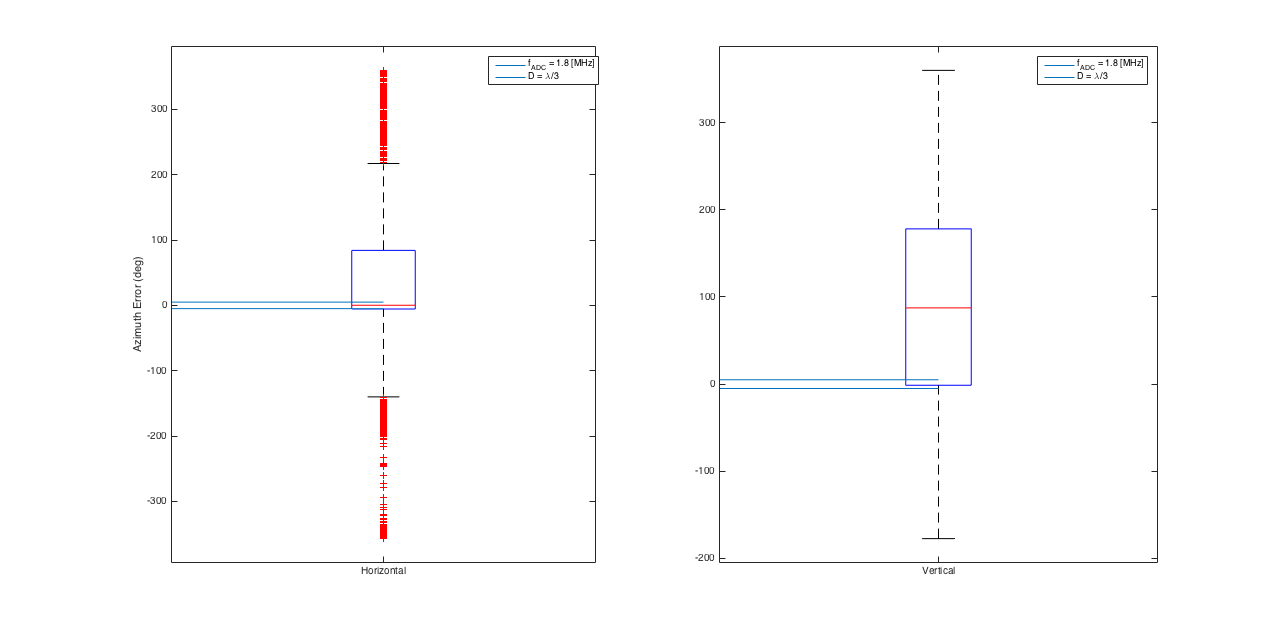 f_ADC = 1.8 [MHz]
D = λ/3
300
200
100
0
-100
-200
-300
Azimuth Error (deg)
Horizontal
f_ADC = 1.8 [MHz]
D = λ/3
300
200
100
0
-100
-200
Vertical